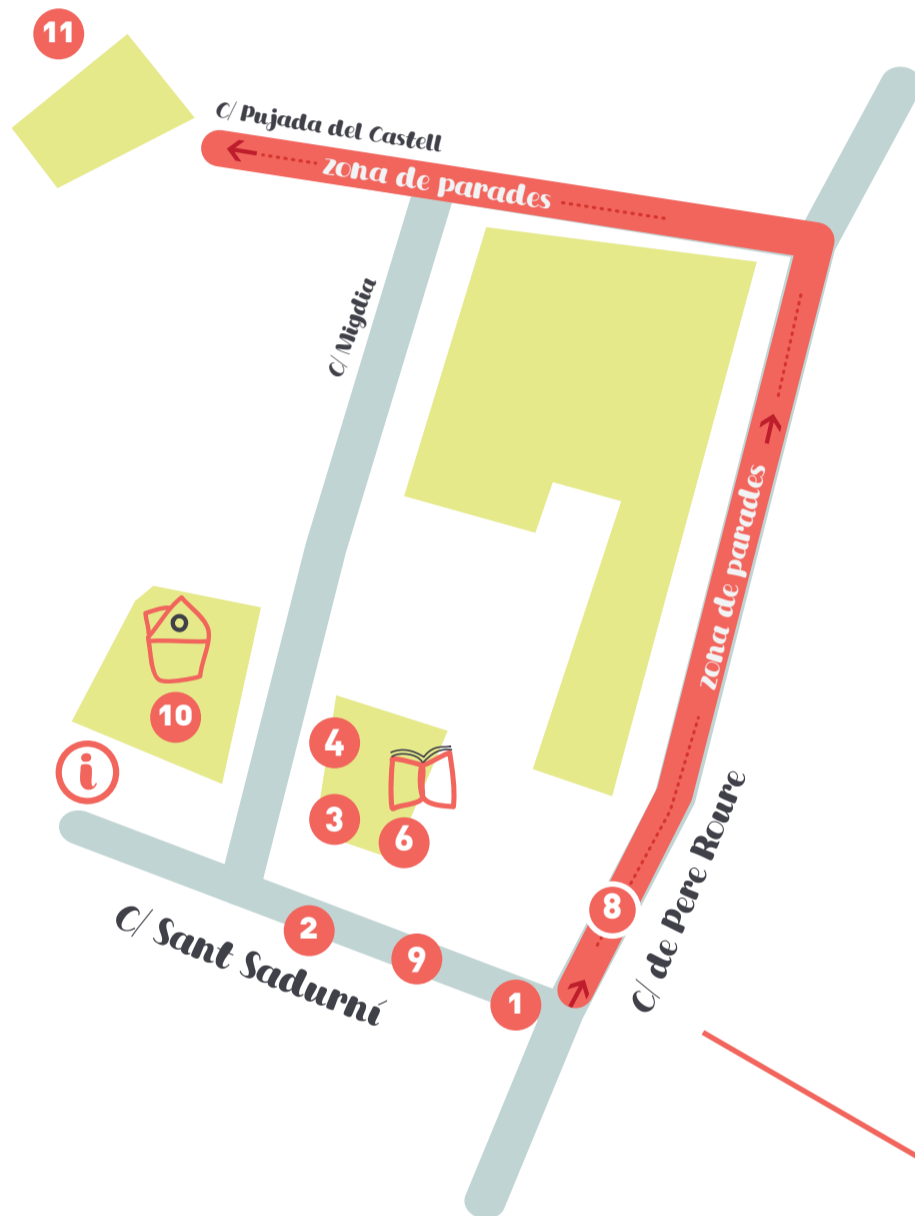 11
C/ Pujada del Castell
zona de parades
C/ Migdia
zona de parades
10
4
i
3
6
8
C/ de Pere Roure
2
9
C/ Sant Sadurní
1